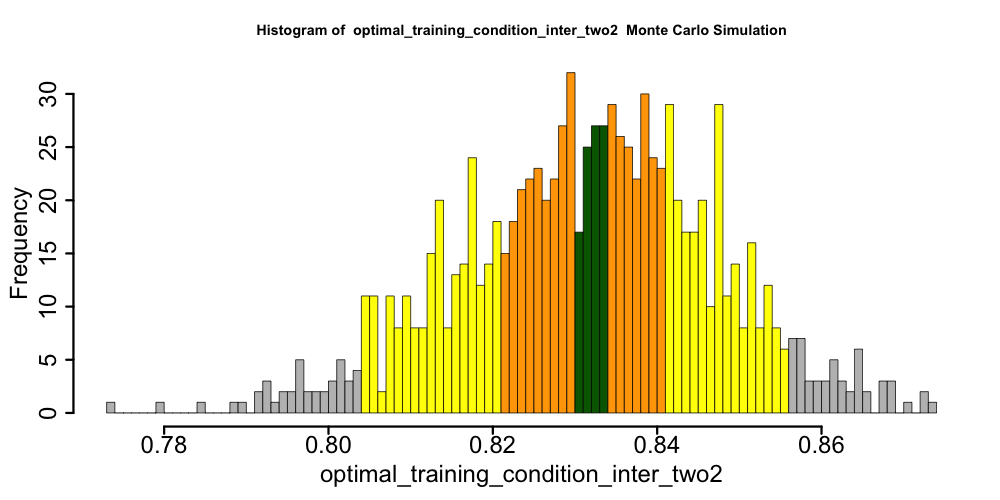 Histogram of optimal_training_condition_inter_two2 Monte Carlo Simulation
30
25
20
15
10
5
0
Frequency
0.78 0.80 0.82 0.84 0.86
optimal_training_condition_inter_two2